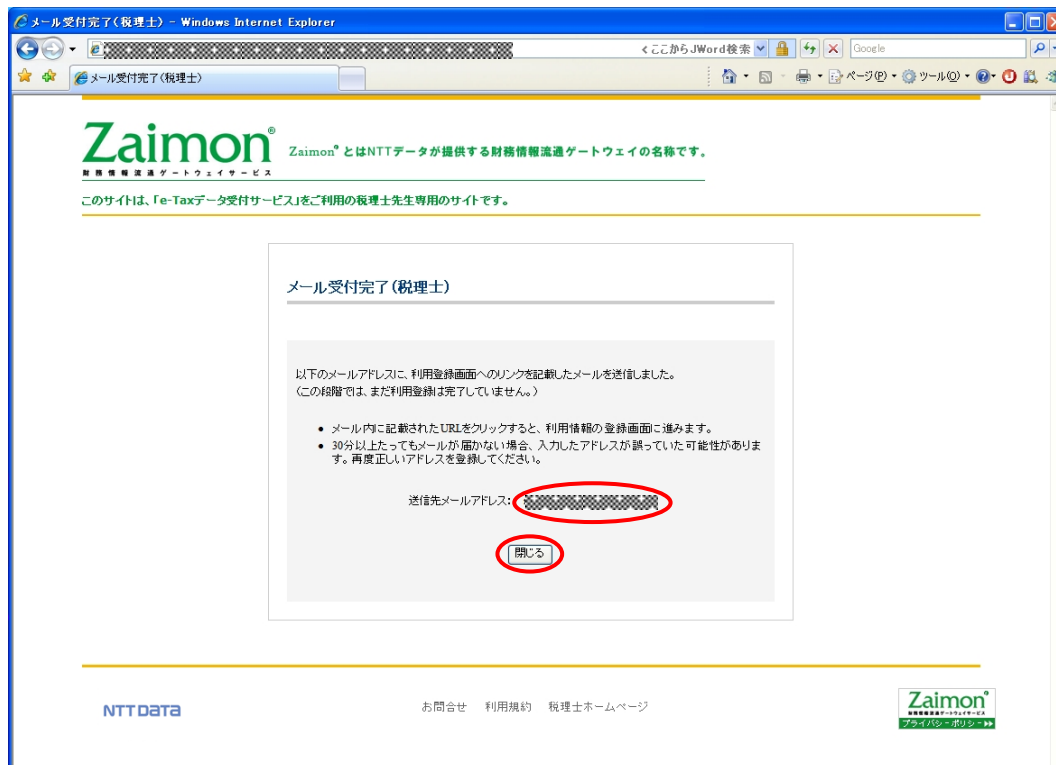 メール受付完了(税理士) - Windows Internet Explorer
<ここからJWord検索
Google
メール受付完了(税理士)
ページ(P)
ツール(O)
Zaimon®
財務情報流通ゲートウェイサービス
Zaimon®とはNTTデータが提供する財務情報流通ゲートウェイの名称です。
このサイトは、「e-Taxデータ受付サービス」をご利用の税理士先生専用のサイトです。
メール受付完了(税理士)
以下のメールアドレスに、利用登録画面へのリンクを記載したメールを送信しました。
(この段階では、まだ利用登録は完了していません。)
• メール内に記載されたURLをクリックすると、利用情報の登録画面に進みます。
• 30分以上たってもメールが届かない場合、入力したアドレスが誤っていた可能性がありま
す。再度正しいアドレスを登録してください。
送信先メールアドレス:
閉じる
NTT DATA
お問合せ 利用規約 税理士ホームページ
Zaimon®
財務情報流通ゲートウェイサービス
プライバシーポリシー